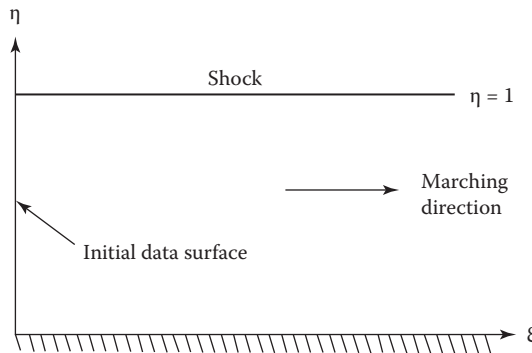 η
Shock
η = 1
Marching
direction
Initial data surface
ξ